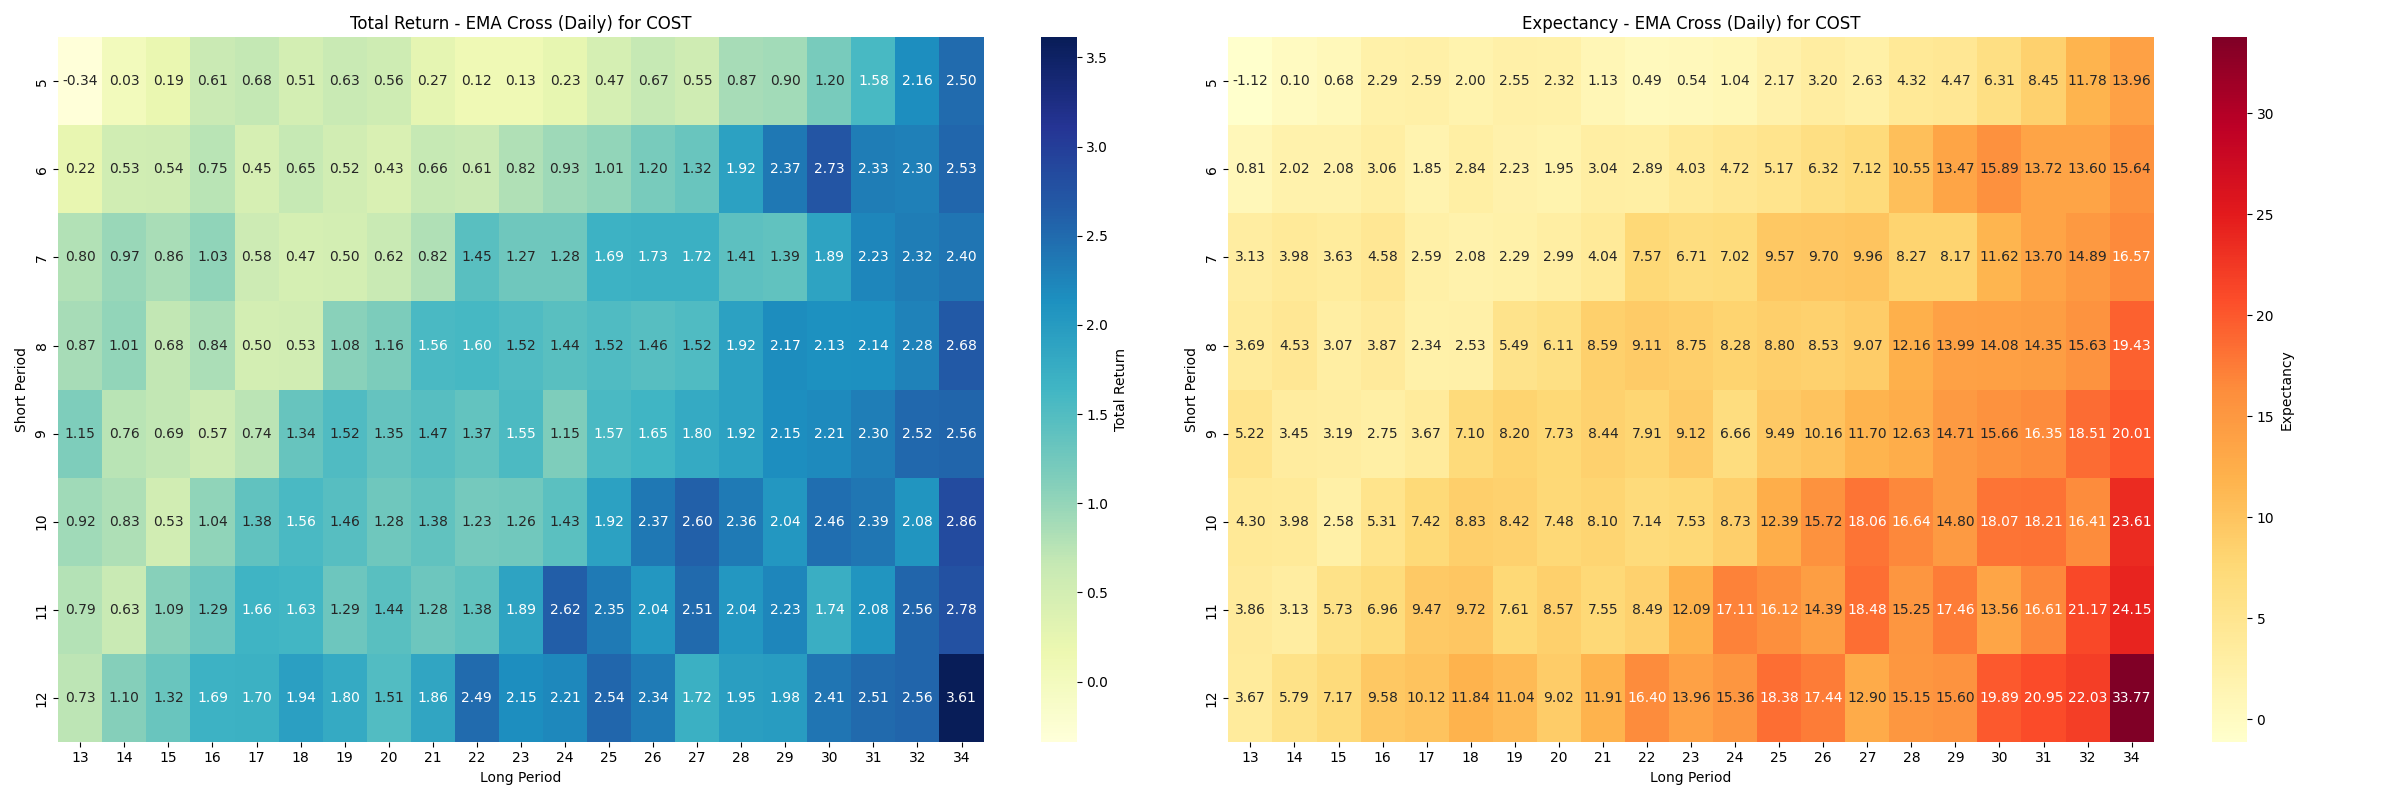 Total Return - EMA Cross (Daily) for COST
Short Period
5 -0.34 0.03 0.19 0.61 0.68 0.51 0.63 0.56 0.27 0.12 0.13 0.23 0.47 0.67 0.55 0.87 0.90 1.20 1.58 2.16 2.50
6 0.22 0.53 0.54 0.75 0.45 0.65 0.52 0.43 0.66 0.61 0.82 0.93 1.01 1.20 1.32 1.92 2.37 2.73 2.33 2.30 2.53
7 0.80 0.97 0.86 1.03 0.58 0.47 0.50 0.62 0.82 1.45 1.27 1.28 1.69 1.73 1.72 1.41 1.39 1.89 2.23 2.32 2.40
8 0.87 1.01 0.68 0.84 0.50 0.53 1.08 1.16 1.56 1.60 1.52 1.44 1.52 1.46 1.52 1.92 2.17 2.13 2.14 2.28 2.68
9 1.15 0.76 0.69 0.57 0.74 1.34 1.52 1.35 1.47 1.37 1.55 1.15 1.57 1.65 1.80 1.92 2.15 2.21 2.30 2.52 2.56
10 0.92 0.83 0.53 1.04 1.38 1.56 1.46 1.28 1.38 1.23 1.26 1.43 1.92 2.37 2.60 2.36 2.04 2.46 2.39 2.08 2.86
11 0.79 0.63 1.09 1.29 1.66 1.63 1.29 1.44 1.28 1.38 1.89 2.62 2.35 2.04 2.51 2.04 2.23 1.74 2.08 2.56 2.78
12 0.73 1.10 1.32 1.69 1.70 1.94 1.80 1.51 1.86 2.49 2.15 2.21 2.54 2.34 1.72 1.95 1.98 2.41 2.51 2.56 3.61
13 14 15 16 17 18 19 20 21 22 23 24 25 26 27 28 29 30 31 32 34
Long Period
3.5
3.0
2.5
2.0
1.5
1.0
0.5
0.0
Total Return
Expectancy - EMA Cross (Daily) for COST
Short Period
5 -1.12 0.10 0.68 2.29 2.59 2.00 2.55 2.32 1.13 0.49 0.54 1.04 2.17 3.20 2.63 4.32 4.47 6.31 8.45 11.78 13.96
6 0.81 2.02 2.08 3.06 1.85 2.84 2.23 1.95 3.04 2.89 4.03 4.72 5.17 6.32 7.12 10.55 13.47 15.89 13.72 13.60 15.64
7 3.13 3.98 3.63 4.58 2.59 2.08 2.29 2.99 4.04 7.57 6.71 7.02 9.57 9.70 9.96 8.27 8.17 11.62 13.70 14.89 16.57
8 3.69 4.53 3.07 3.87 2.34 2.53 5.49 6.11 8.59 9.11 8.75 8.28 8.80 8.53 9.07 12.16 13.99 14.08 14.35 15.63 19.43
9 5.22 3.45 3.19 2.75 3.67 7.10 8.20 7.73 8.44 7.91 9.12 6.66 9.49 10.16 11.70 12.63 14.71 15.66 16.35 18.51 20.01
10 4.30 3.98 2.58 5.31 7.42 8.83 8.42 7.48 8.10 7.14 7.53 8.73 12.39 15.72 18.06 16.64 14.80 18.07 18.21 16.41 23.61
11 3.86 3.13 5.73 6.96 9.47 9.72 7.61 8.57 7.55 8.49 12.09 17.11 16.12 14.39 18.48 15.25 17.46 13.56 16.61 21.17 24.15
12 3.67 5.79 7.17 9.58 10.12 11.84 11.04 9.02 11.91 16.40 13.96 15.36 18.38 17.44 12.90 15.15 15.60 19.89 20.95 22.03 33.77
13 14 15 16 17 18 19 20 21 22 23 24 25 26 27 28 29 30 31 32 34
Long Period
30
25
20
15
10
5
0
Expectancy